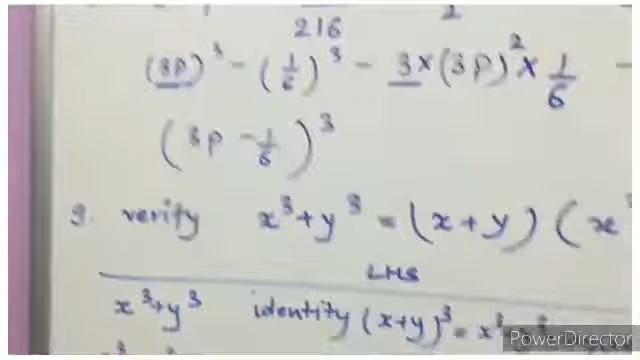 216 2
(3p)³ - (1/6)³ - 3×(3p)² × 1/6 -
(3p - 1/6)³
9. verify x³+y³ = (x+y) (x
LHS
x³+y³ identity (x+y)³ = x³
PowerDirector